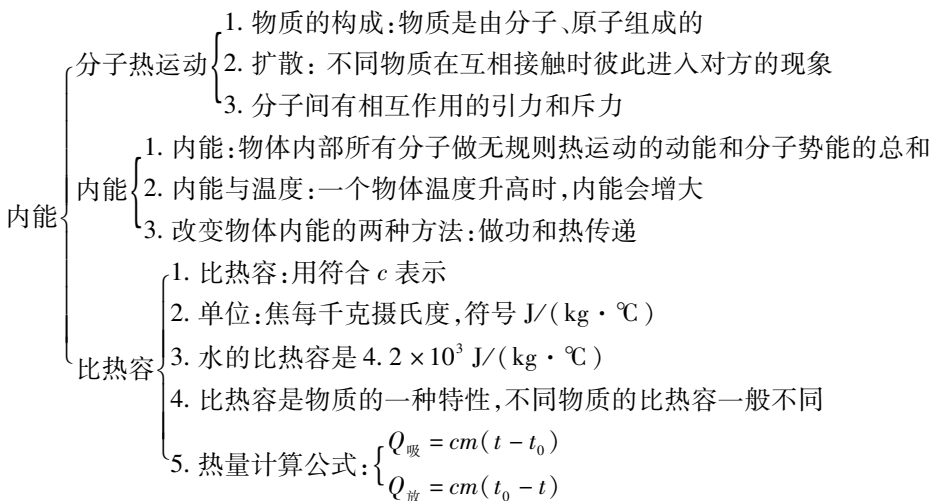 内能
分子热运动
1. 物质的构成:物质是由分子、原子组成的
2. 扩散: 不同物质在互相接触时彼此进入对方的现象
3. 分子间有相互作用的引力和斥力
内能
1. 内能:物体内部所有分子做无规则热运动的动能和分子势能的总和
2. 内能与温度:一个物体温度升高时,内能会增大
3. 改变物体内能的两种方法:做功和热传递
比热容
1. 比热容:用符合 c 表示
2. 单位:焦每千克摄氏度,符号 J/(kg·℃)
3. 水的比热容是 4.2×10³ J/(kg·℃)
4. 比热容是物质的一种特性,不同物质的比热容一般不同
5. 热量计算公式:
Q吸 = cm(t - t₀)
Q放 = cm(t₀ - t)